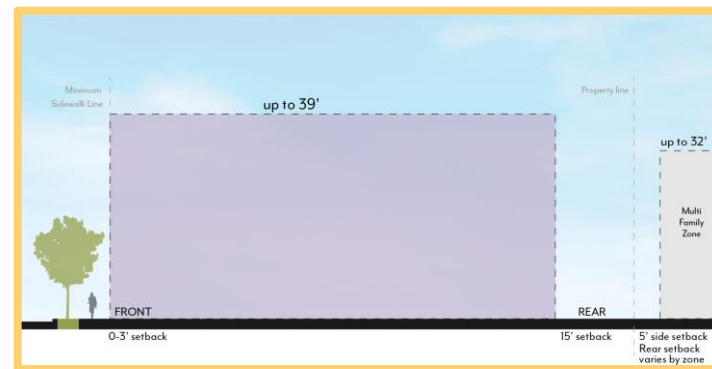 Minimum
Sidewalk Line
up to 39’
Property line
up to 32’
Multi
Family
Zone
FRONT
REAR
0-3’ setback
15’ setback
5’ side setback
Rear setback
varies by zone